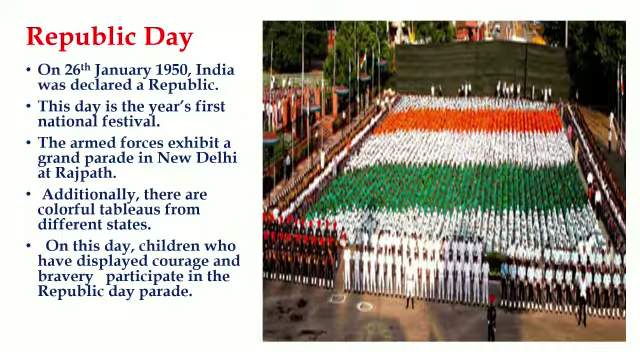 Republic Day
• On 26th January 1950, India
was declared a Republic.
• This day is the year's first
national festival.
• The armed forces exhibit a
grand parade in New Delhi
at Rajpath.
• Additionally, there are
colorful tableaus from
different states.
• On this day, children who
have displayed courage and
bravery participate in the
Republic day parade.